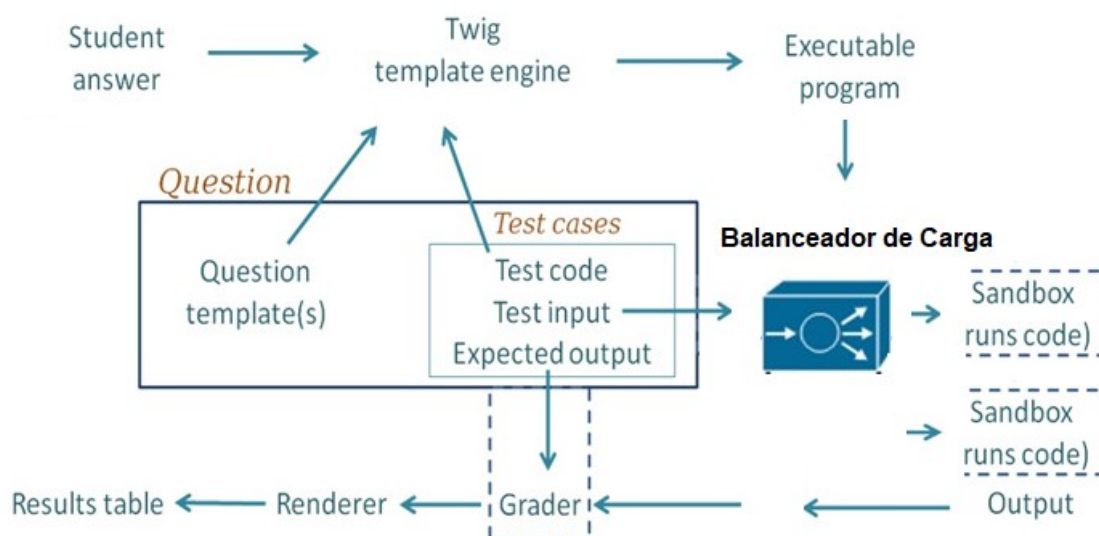 Student
answer
Twig
template engine
Executable
program
Question
Test cases
Question
template(s)
Test code
Test input
Expected output
Balanceador de Carga
Sandbox
runs code)
Sandbox
runs code)
Results table
Renderer
Grader
Output